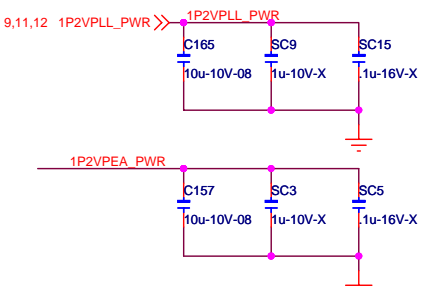 1P2VPLL_PWR
9,11,12 1P2VPLL_PWR
C165 SC9 SC15
10u-10V-08 1u-10V-X .1u-16V-X
1P2VPEA_PWR
C157 SC3 SC5
10u-10V-08 1u-10V-X .1u-16V-X